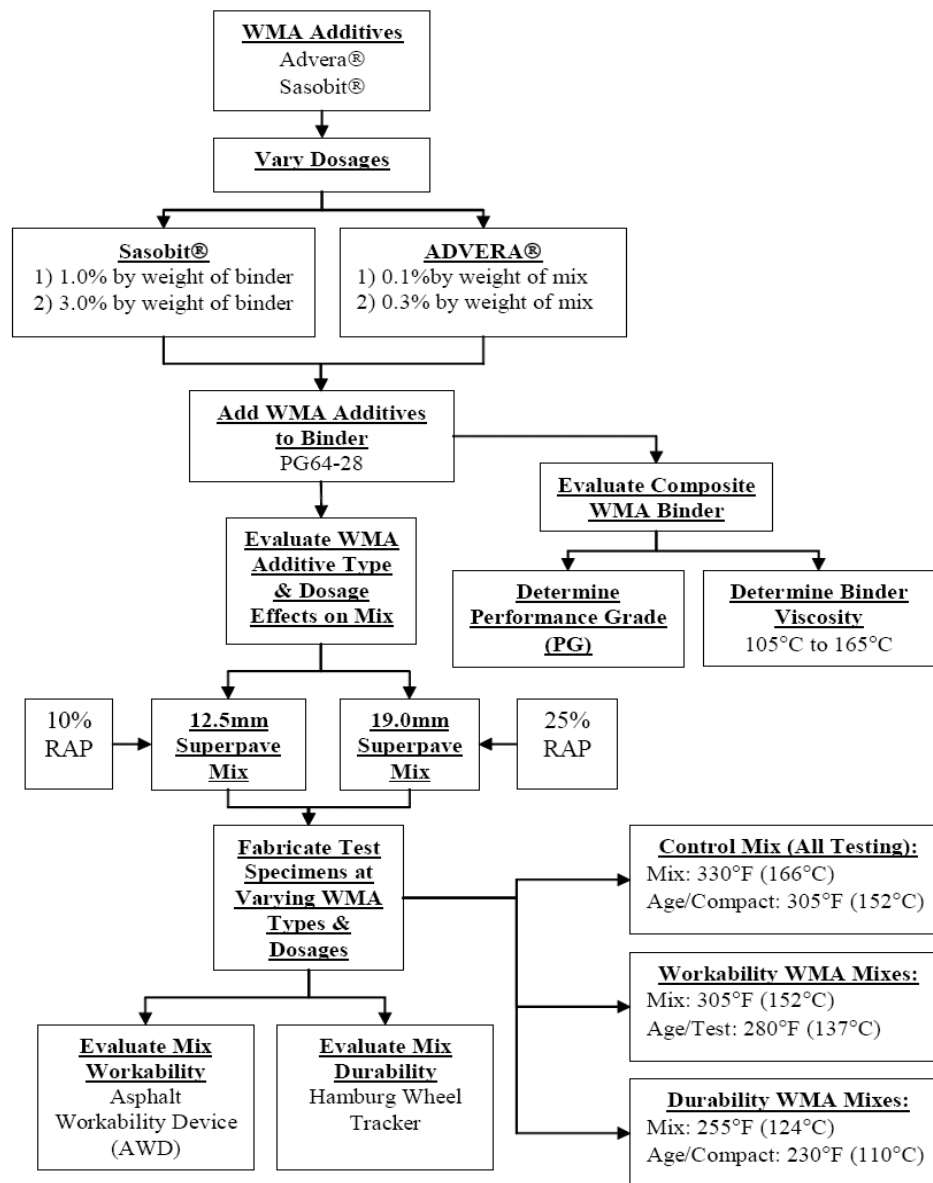 WMA Additives
Advera®
Sasobit®
Vary Dosages
Sasobit®
1) 1.0% by weight of binder
2) 3.0% by weight of binder
ADVERA®
1) 0.1%by weight of mix
2) 0.3% by weight of mix
Add WMA Additives
to Binder
PG64-28
Evaluate Composite
WMA Binder
Evaluate WMA
Additive Type
& Dosage
Effects on Mix
Determine
Performance Grade
(PG)
Determine Binder
Viscosity
105°C to 165°C
10%
RAP
12.5mm
Superpave
Mix
19.0mm
Superpave
Mix
25%
RAP
Fabricate Test
Specimens at
Varying WMA
Types &
Dosages
Control Mix (All Testing):
Mix: 330°F (166°C)
Age/Compact: 305°F (152°C)
Workability WMA Mixes:
Mix: 305°F (152°C)
Age/Test: 280°F (137°C)
Durability WMA Mixes:
Mix: 255°F (124°C)
Age/Compact: 230°F (110°C)
Evaluate Mix
Workability
Asphalt
Workability Device
(AWD)
Evaluate Mix
Durability
Hamburg Wheel
Tracker